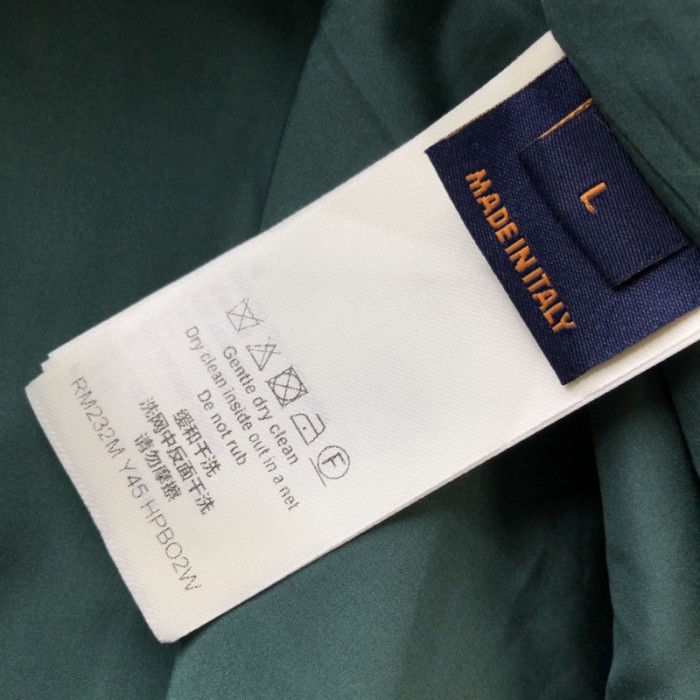 MADE IN ITALY
L
F
Gentle dry clean
Dry clean inside out in a net
Do not rub
缓和干洗
洗网中反面干洗
请勿摩擦
RM232M Y45 HPBO2W